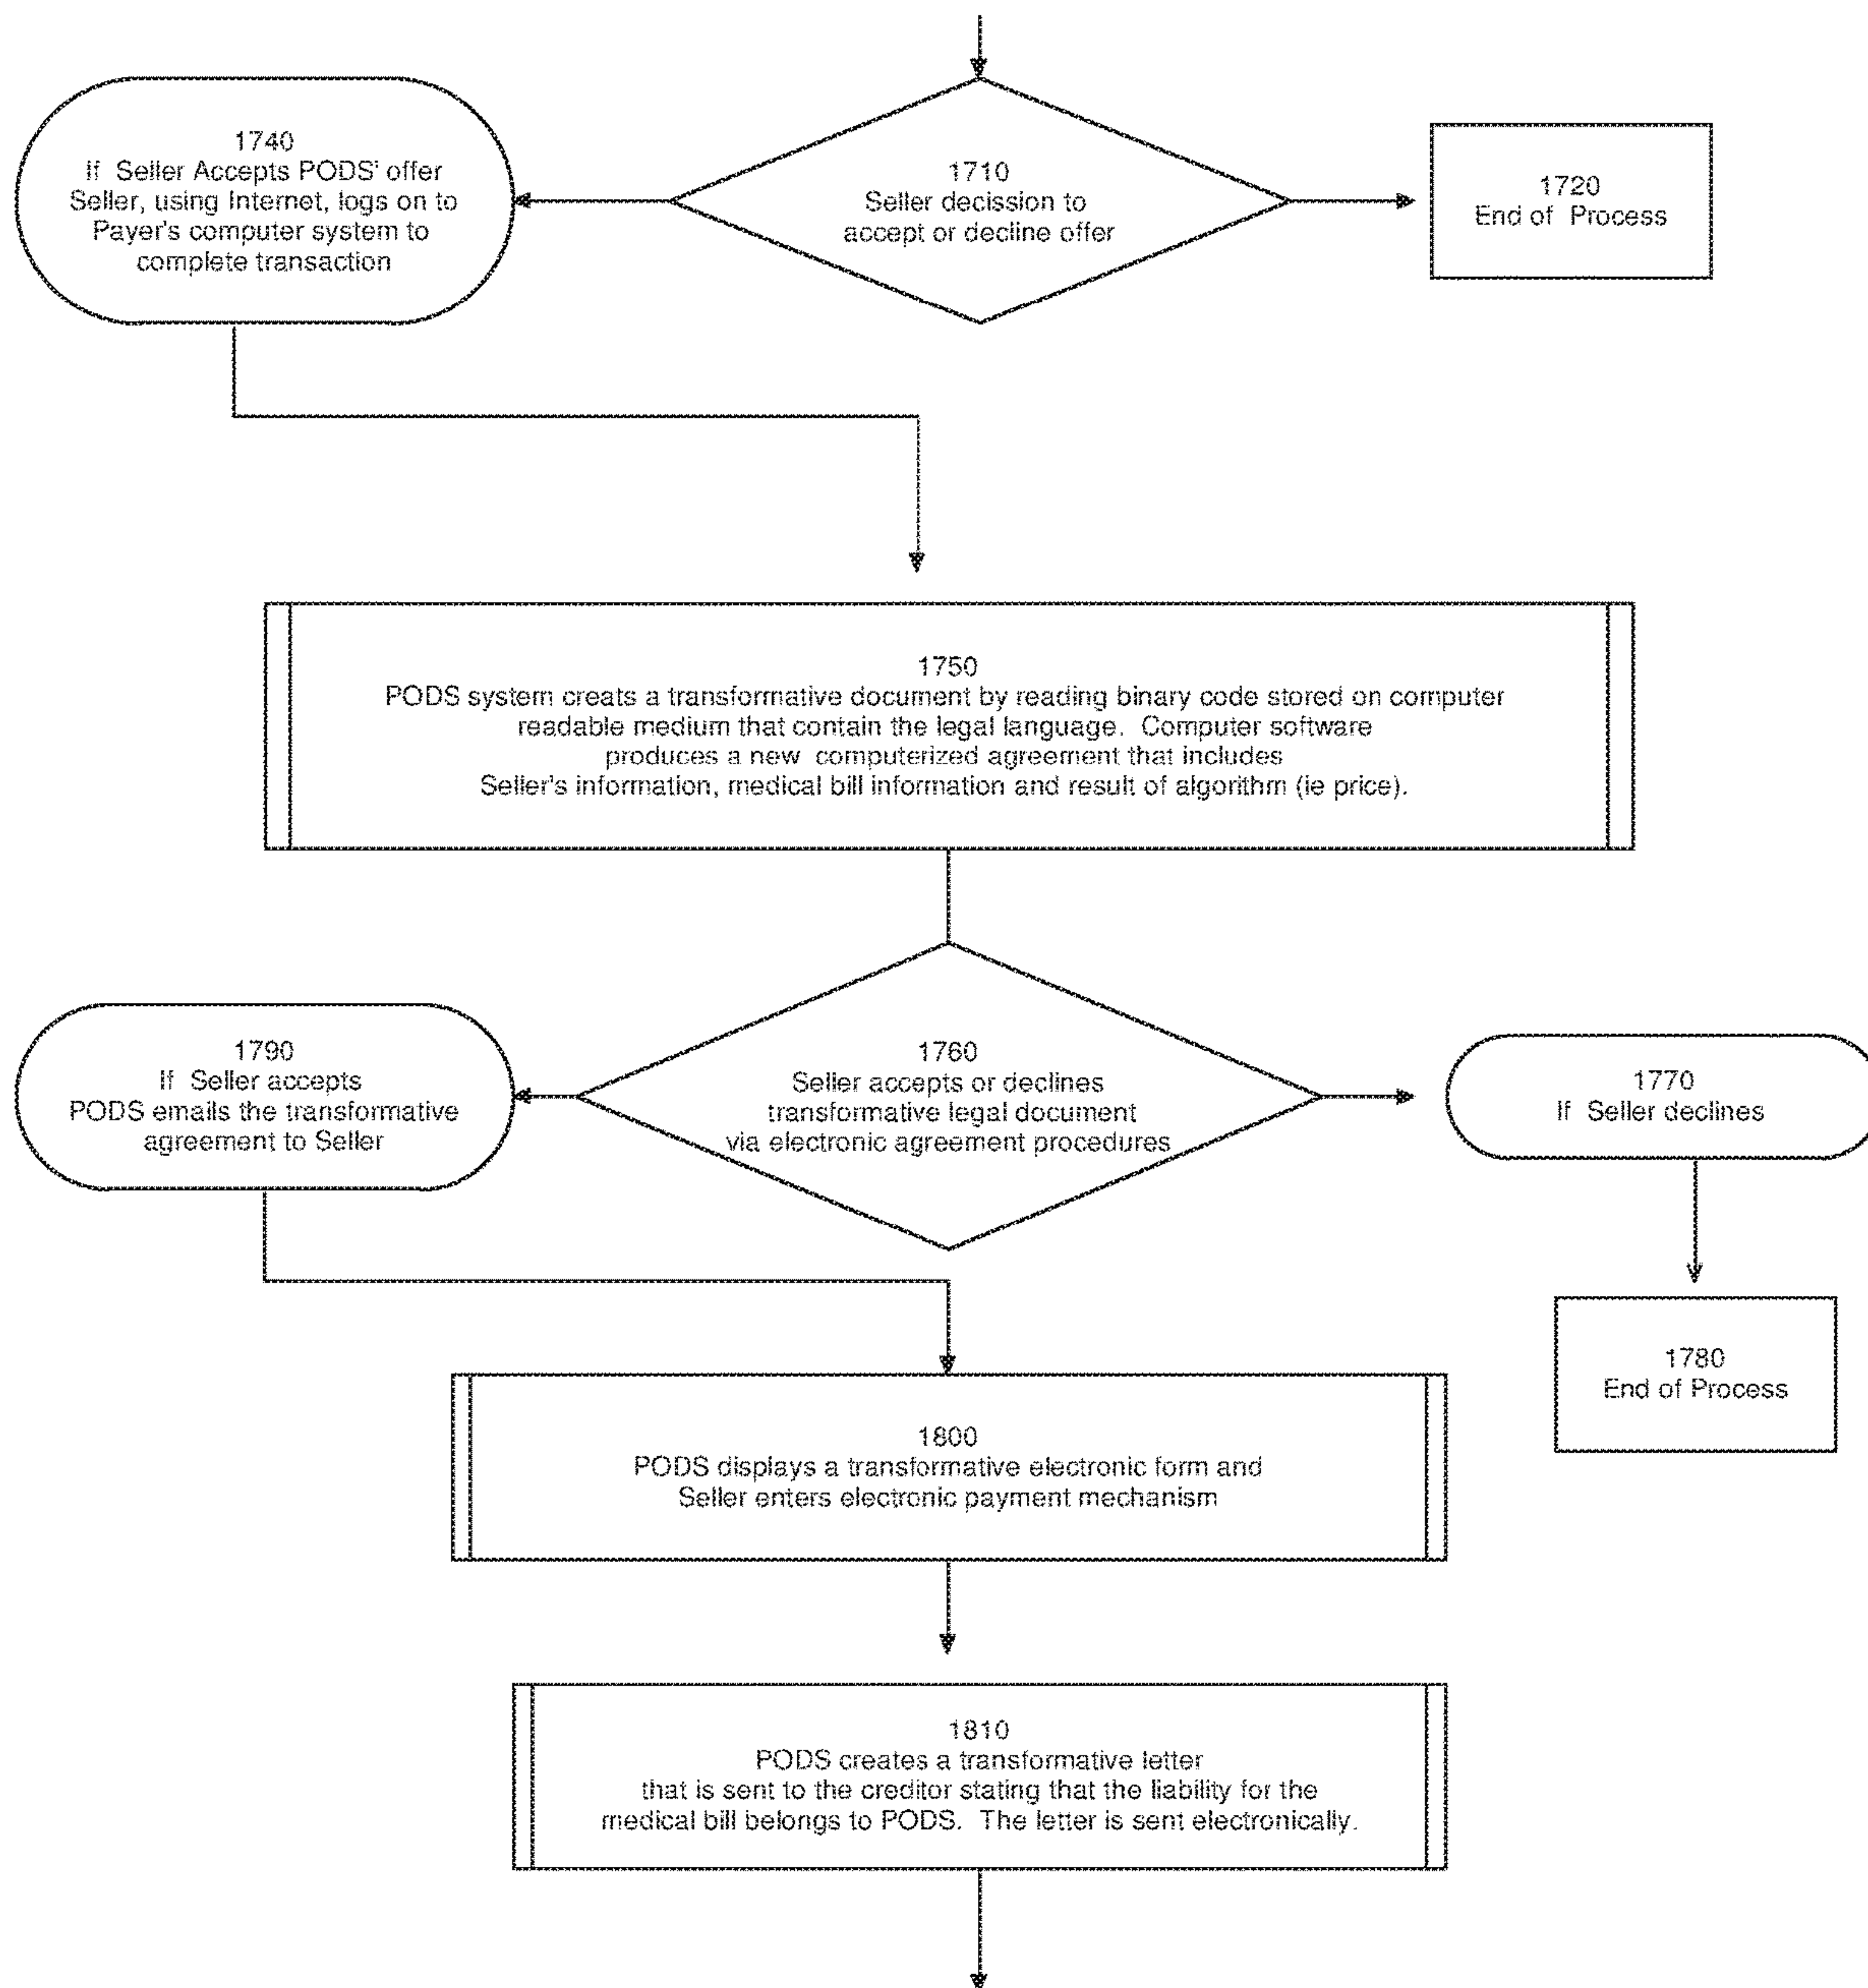 1740
If Seller Accepts PODS' offer
Seller, using Internet, logs on to
Payer's computer system to
complete transaction
1710
Seller decission to
accept or decline offer
1720
End of Process
1750
PODS system creats a transformative document by reading binary code stored on computer
readable medium that contain the legal language. Computer software
produces a new computerized agreement that includes
Seller's information, medical bill information and result of algorithm (ie price).
1790
If Seller accepts
PODS emails the transformative
agreement to Seller
1760
Seller accepts or declines
transformative legal document
via electronic agreement procedures
1770
If Seller declines
1780
End of Process
1800
PODS displays a transformative electronic form and
Seller enters electronic payment mechanism
1810
PODS creates a transformative letter
that is sent to the creditor stating that the liability for the
medical bill belongs to PODS. The letter is sent electronically.